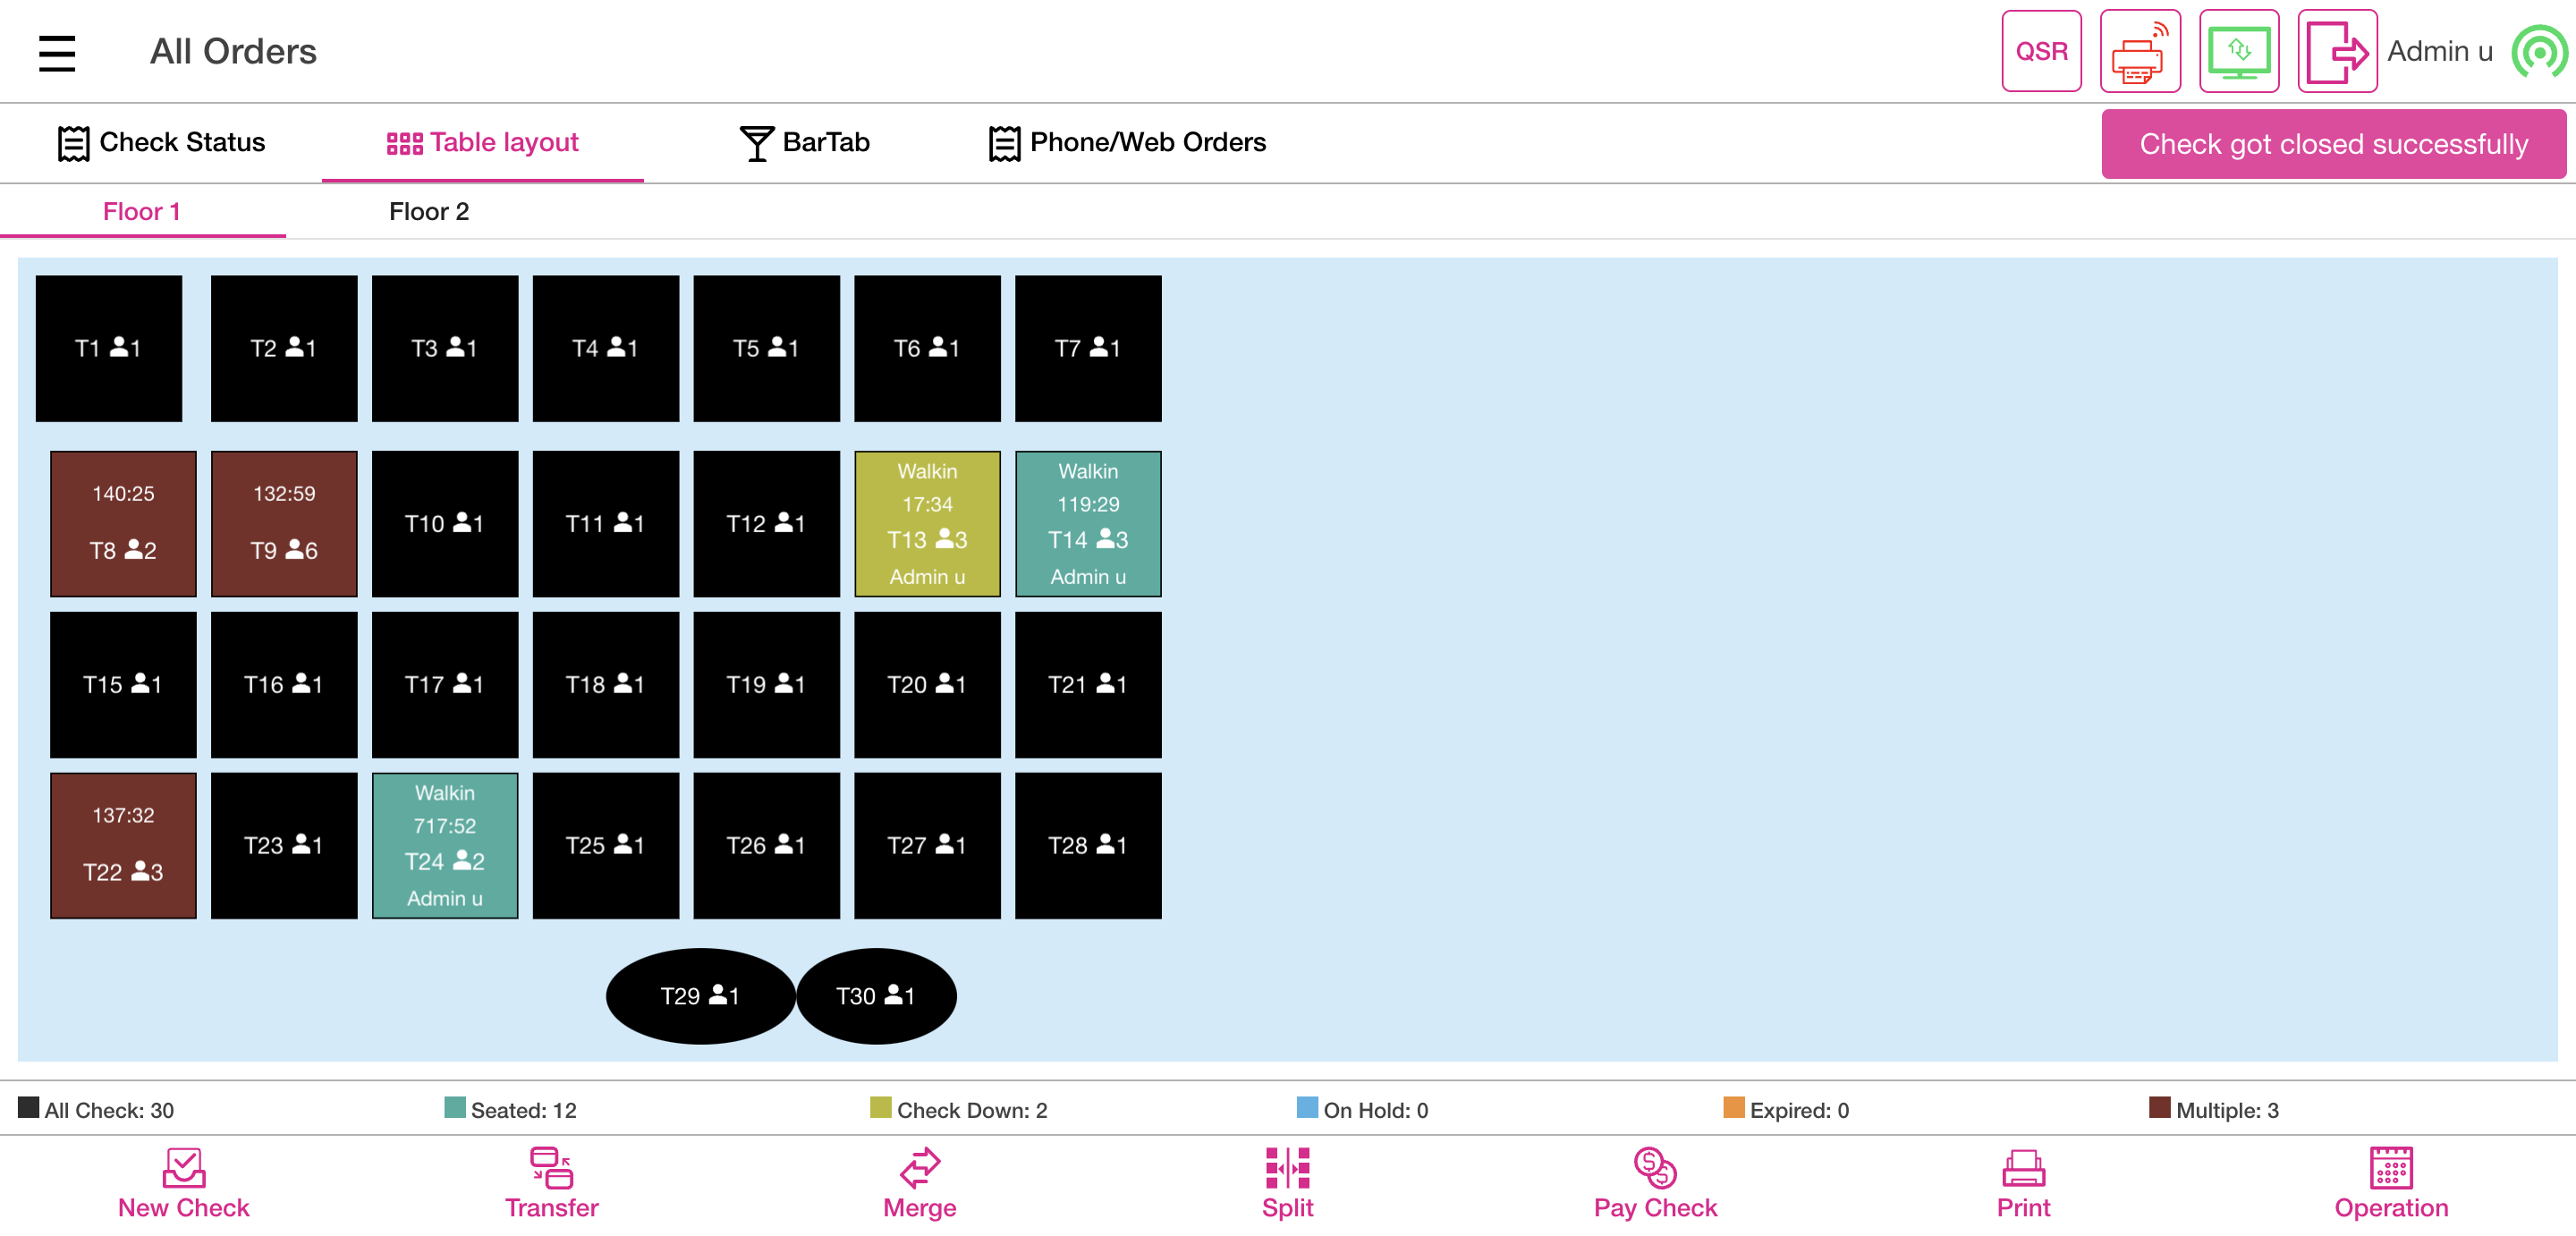 All Orders
QSR
Admin u
Check Status
Table layout
BarTab
Phone/Web Orders
Check got closed successfully
Floor 1
Floor 2
T1 1
T2 1
T3 1
T4 1
T5 1
T6 1
T7 1
140:25
T8 2
132:59
T9 6
T10 1
T11 1
T12 1
Walkin
17:34
T13 3
Admin u
Walkin
119:29
T14 3
Admin u
T15 1
T16 1
T17 1
T18 1
T19 1
T20 1
T21 1
137:32
T22 3
T23 1
Walkin
717:52
T24 2
Admin u
T25 1
T26 1
T27 1
T28 1
T29 1
T30 1
All Check: 30
Seated: 12
Check Down: 2
On Hold: 0
Expired: 0
Multiple: 3
New Check
Transfer
Merge
Split
Pay Check
Print
Operation